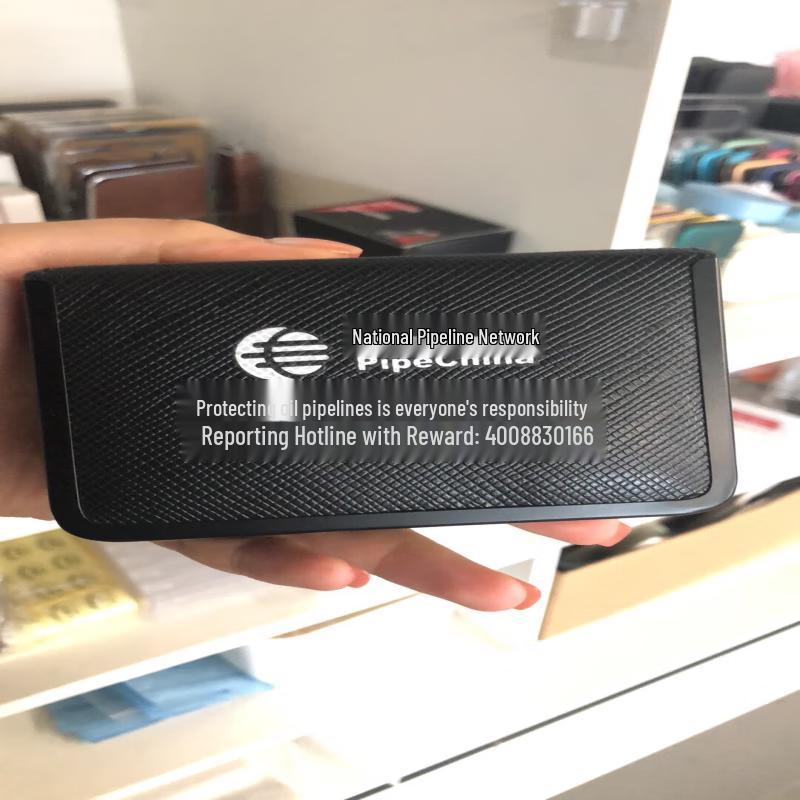 National Pipeline Network
PipeChina
Protecting oil pipelines is everyone's responsibility
Reporting Hotline with Reward: 4008830166